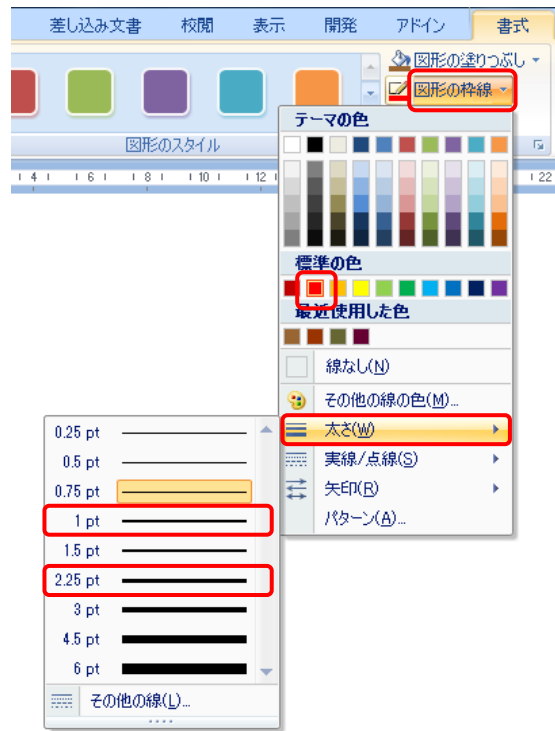 差し込み文書 校閲 表示 開発 アドイン 書式
図形の塗りつぶし
図形の枠線
図形のスタイル
4 6 8 10 12 22
テーマの色
標準の色
最近使用した色
線なし(N)
その他の線の色(M)...
太さ(W)
実線/点線(S)
矢印(R)
パターン(A)...
0.25 pt
0.5 pt
0.75 pt
1 pt
1.5 pt
2.25 pt
3 pt
4.5 pt
6 pt
その他の線(L)...